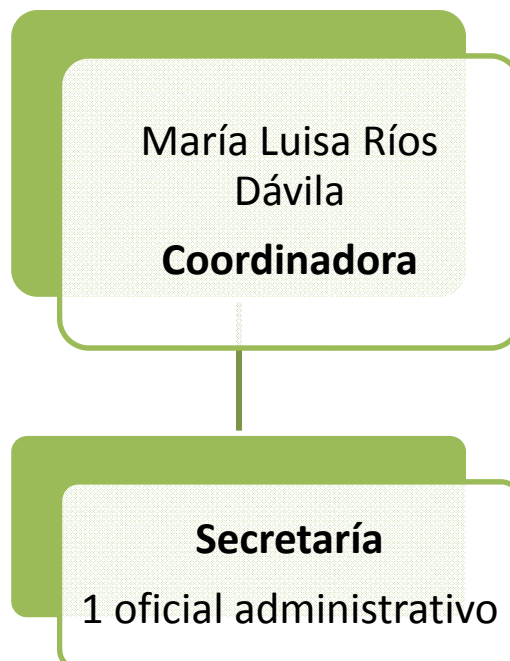 María Luisa Ríos
Dávila
Coordinadora
Secretaría
1 oficial administrativo